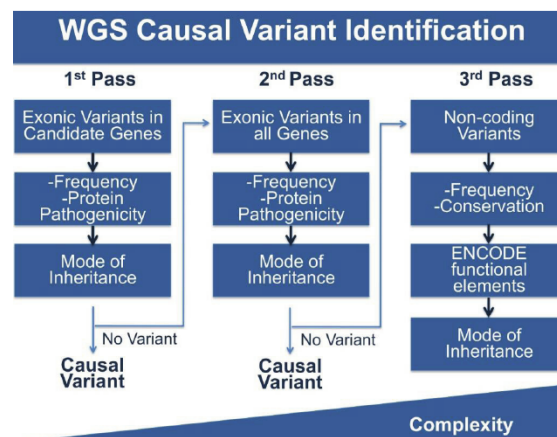 WGS Causal Variant Identification
1st Pass
Exonic Variants in
Candidate Genes
-Frequency
-Protein
Pathogenicity
Mode of
Inheritance
No Variant
Causal
Variant
2nd Pass
Exonic Variants in
all Genes
-Frequency
-Protein
Pathogenicity
Mode of
Inheritance
No Variant
Causal
Variant
3rd Pass
Non-coding
Variants
-Frequency
-Conservation
ENCODE
functional
elements
Mode of
Inheritance
Complexity